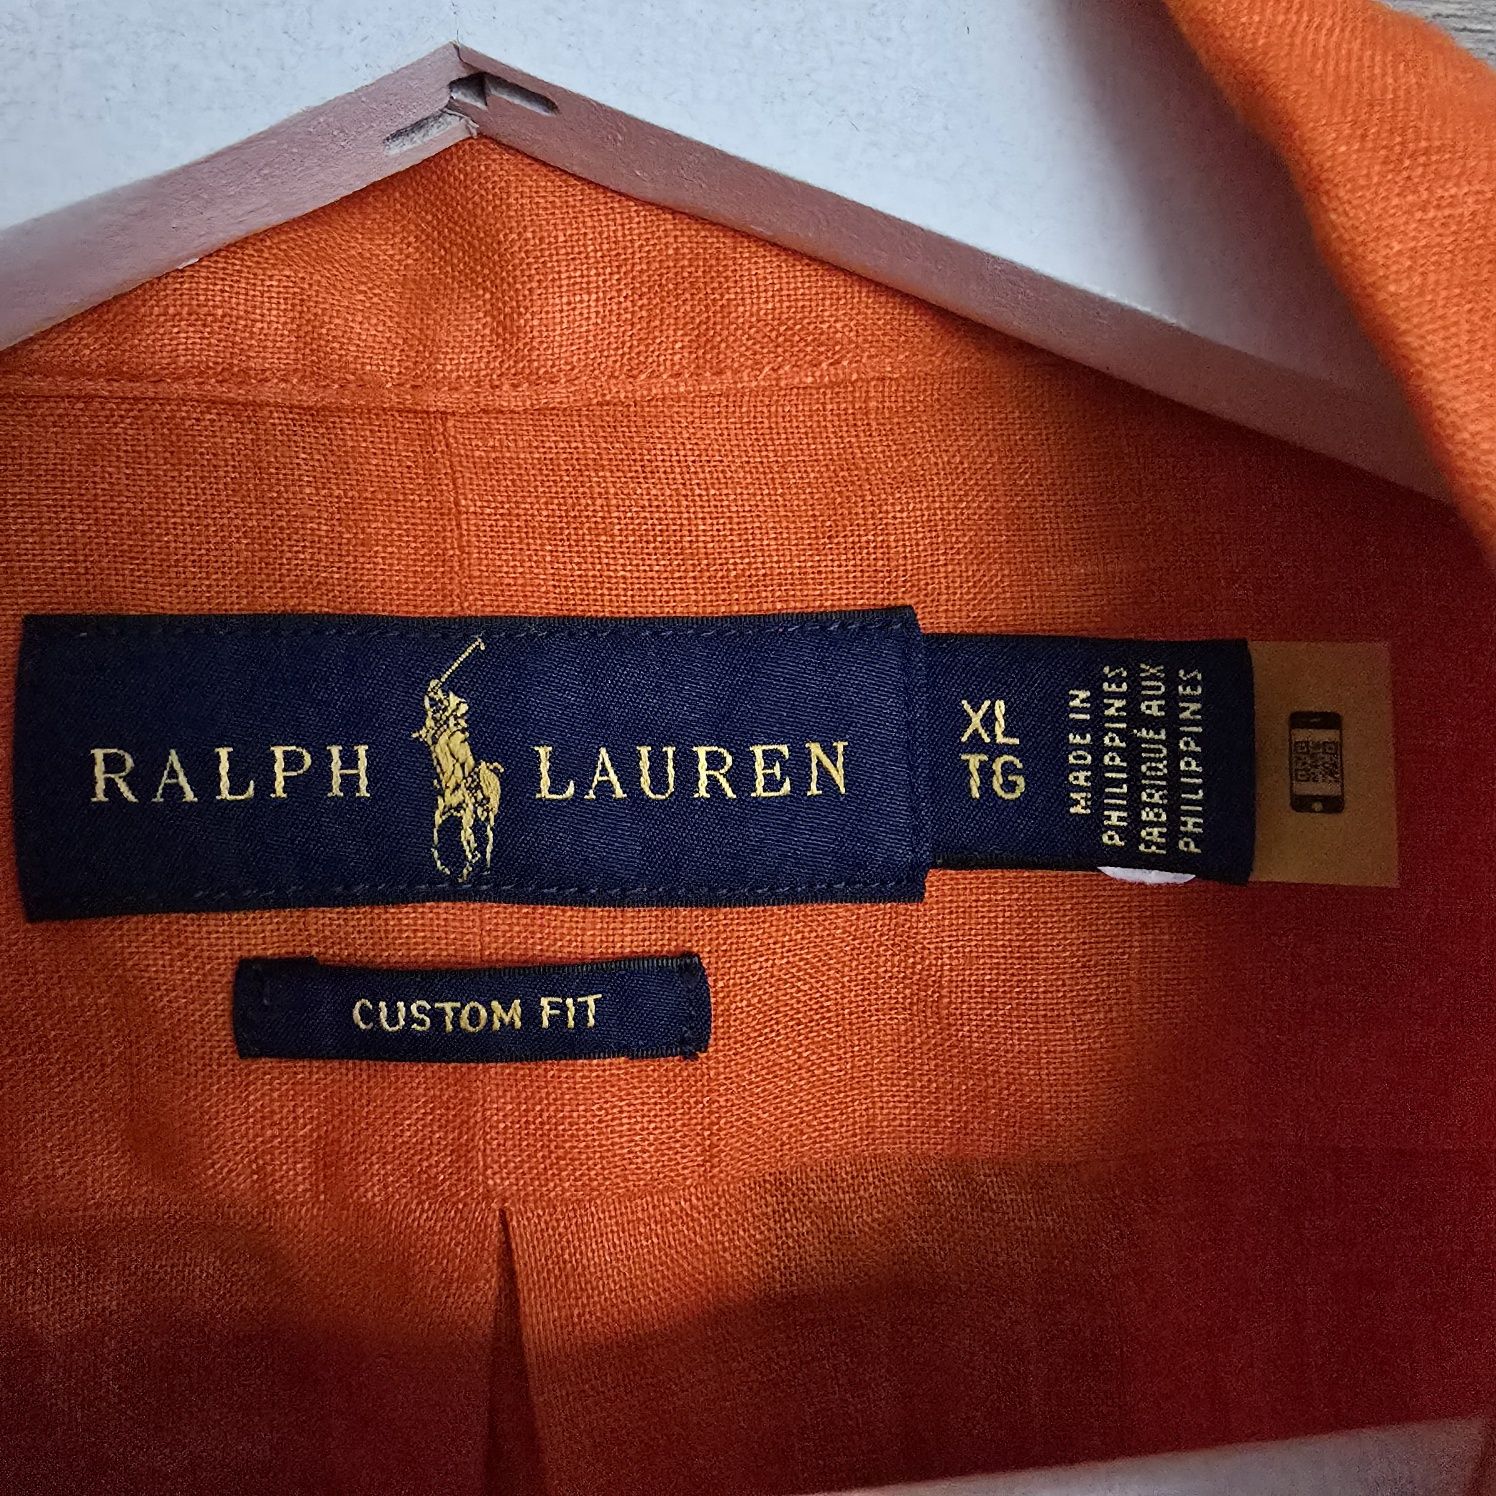 RALPH LAUREN
XL
TG
MADE IN
PHILIPPINES
FABRIQUÉ AUX
PHILIPPINES
CUSTOM FIT